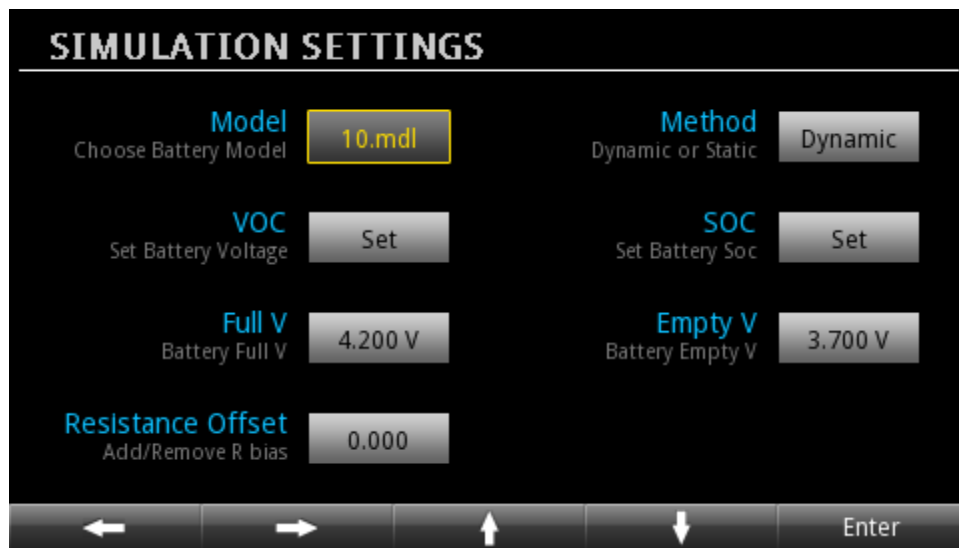 SIMULATION SETTINGS
Model
Choose Battery Model
10.mdl
Method
Dynamic or Static
Dynamic
VOC
Set Battery Voltage
Set
SOC
Set Battery Soc
Set
Full V
Battery Full V
4.200 V
Empty V
Battery Empty V
3.700 V
Resistance Offset
Add/Remove R bias
0.000
Enter